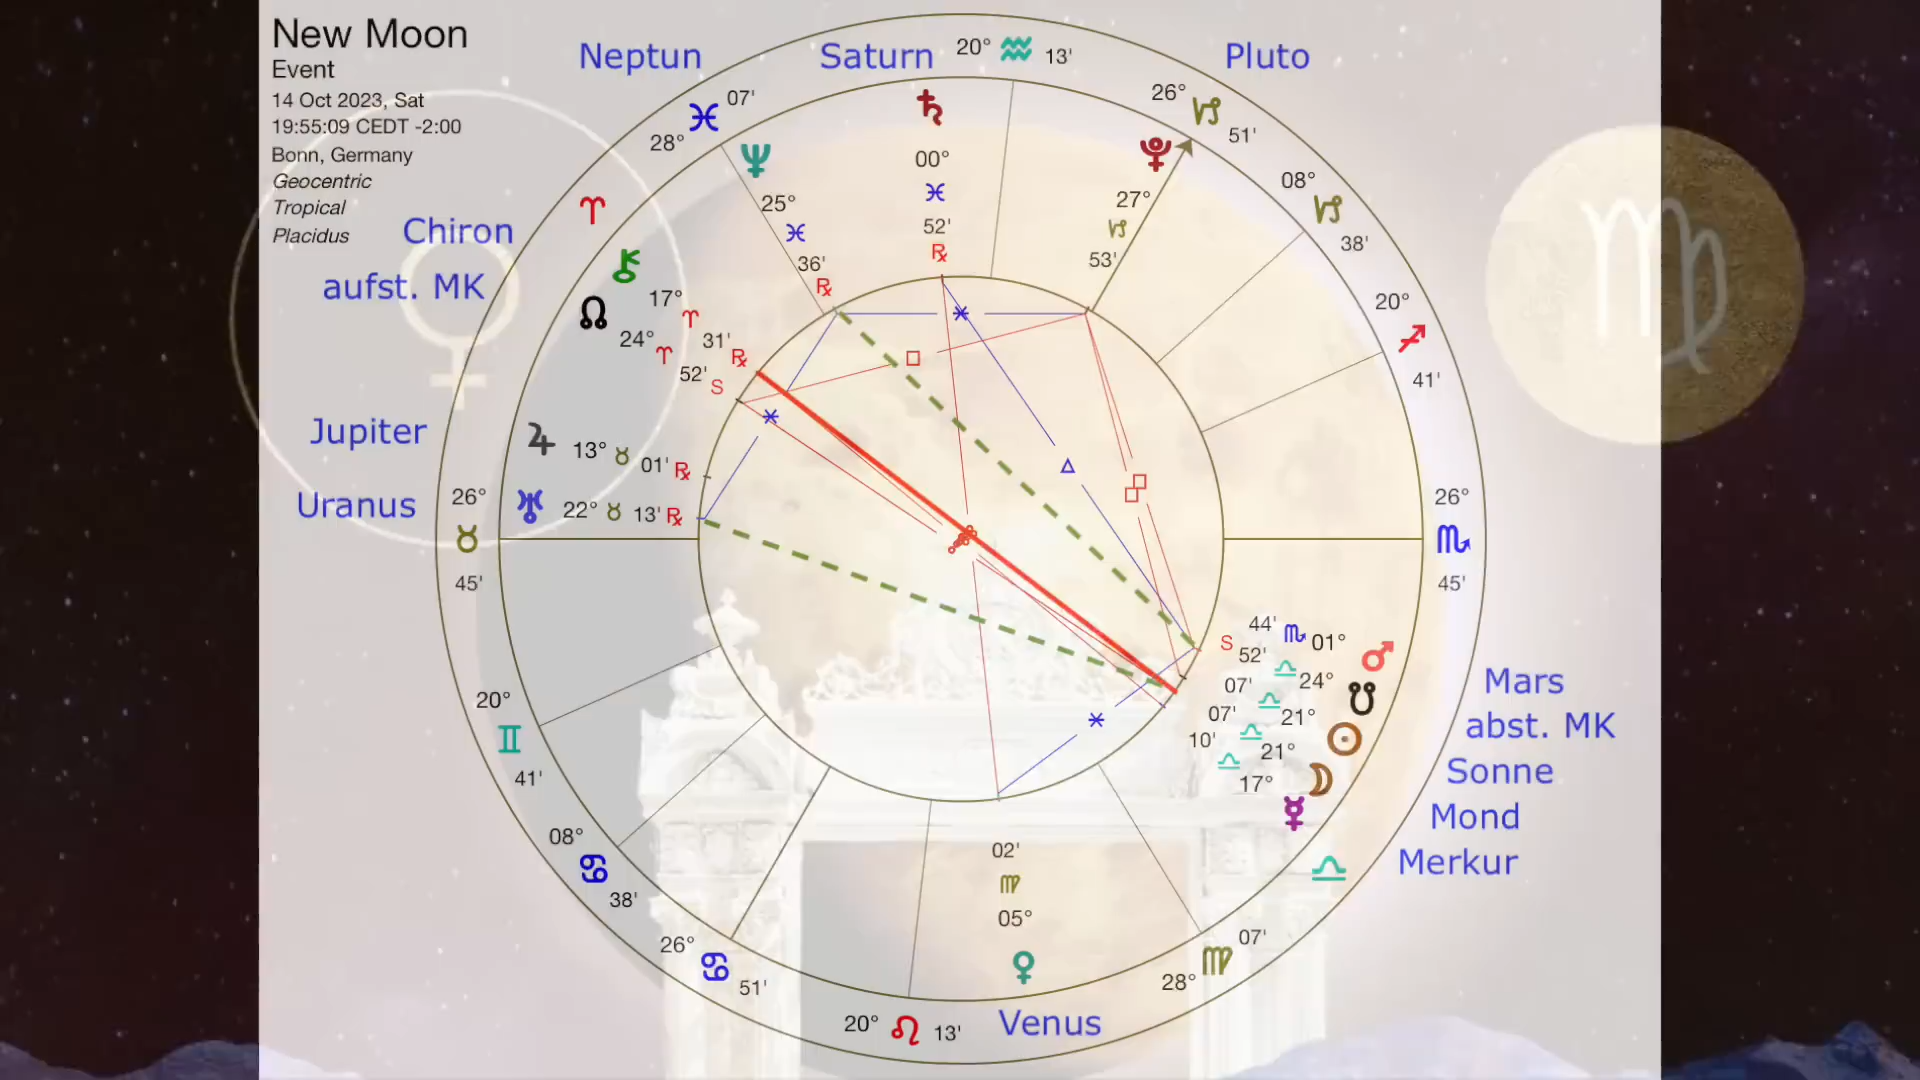 New Moon
Event
14 Oct 2023, Sat
19:55:09 CEDT -2:00
Bonn, Germany
Geocentric
Tropical
Placidus
Neptun
Saturn
Pluto
20° ♒ 13'
26° ♑ 51'
28° ♓ 07'
♈
08° ♑ 38'
20° ♐ 41'
♆ 25° ♓ 36' ℞
♄ 00° ♓ 52' ℞
♇ 27° ♑ 53'
Chiron
aufst. MK
⚷ 17° ♈ 31' ℞
☊ 24° ♈ 52' S
Jupiter
♃ 13° ♉ 01' ℞
Uranus
♅ 22° ♉ 13' ℞
26° ♉ 45'
26° ♏ 45'
S 44' ♏ 01° ♂
52' ♎ 24° ☋
07' ♎ 21° ☉
07' ♎ 21° ☽
10' ♎ 17° ☿
Mars
abst. MK
Sonne
Mond
Merkur
20° ♊ 41'
08° ♋ 38'
26° ♋ 51'
20° ♌ 13'
02' ♍ 05° ♀
Venus
28° ♍ 07'
♎